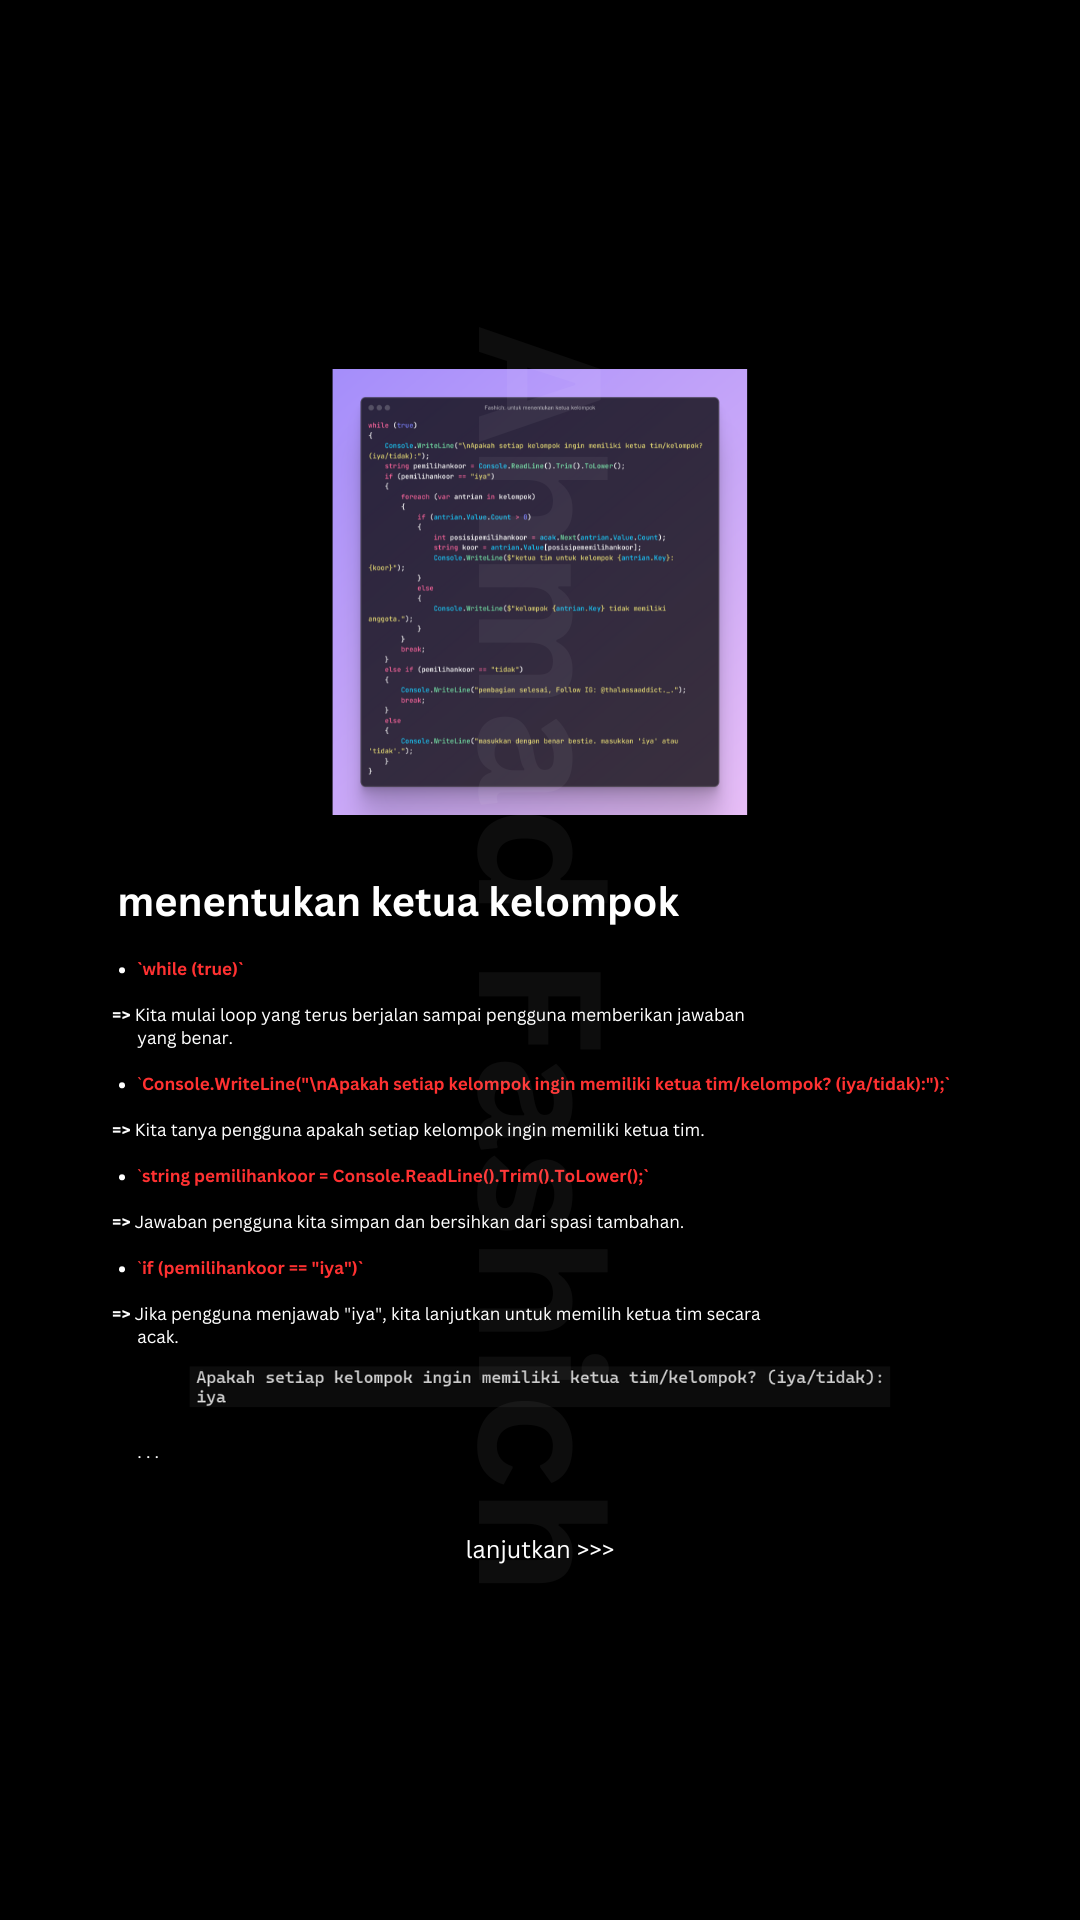 Fashich. untuk menentukan ketua kelompok
while (true)
{
Console.WriteLine("\nApakah setiap kelompok ingin memiliki ketua tim/kelompok?
(iya/tidak):");
string pemilihankoor = Console.ReadLine().Trim().ToLower();
if (pemilihankoor == "iya")
{
foreach (var antrian in kelompok)
{
if (antrian.Value.Count > 0)
{
int posisipemilihankoor = acak.Next(antrian.Value.Count);
string koor = antrian.Value[posisipememilihankoor];
Console.WriteLine($"ketua tim untuk kelompok {antrian.Key}:
{koor}");
}
else
{
Console.WriteLine($"kelompok {antrian.Key} tidak memiliki
anggota.");
}
}
break;
}
else if (pemilihankoor == "tidak")
{
Console.WriteLine("pembagian selesai, Follow IG: @thalassaddict._.");
break;
}
else
{
Console.WriteLine("masukkan dengan benar bestie. masukkan 'iya' atau
'tidak'.");
}
}
Ahmad Fashich
menentukan ketua kelompok
• `while (true)`
=> Kita mulai loop yang terus berjalan sampai pengguna memberikan jawaban
yang benar.
• `Console.WriteLine("\nApakah setiap kelompok ingin memiliki ketua tim/kelompok? (iya/tidak):");`
=> Kita tanya pengguna apakah setiap kelompok ingin memiliki ketua tim.
• `string pemilihankoor = Console.ReadLine().Trim().ToLower();`
=> Jawaban pengguna kita simpan dan bersihkan dari spasi tambahan.
• `if (pemilihankoor == "iya")`
=> Jika pengguna menjawab "iya", kita lanjutkan untuk memilih ketua tim secara
acak.
Apakah setiap kelompok ingin memiliki ketua tim/kelompok? (iya/tidak):
iya
. . .
lanjutkan >>>